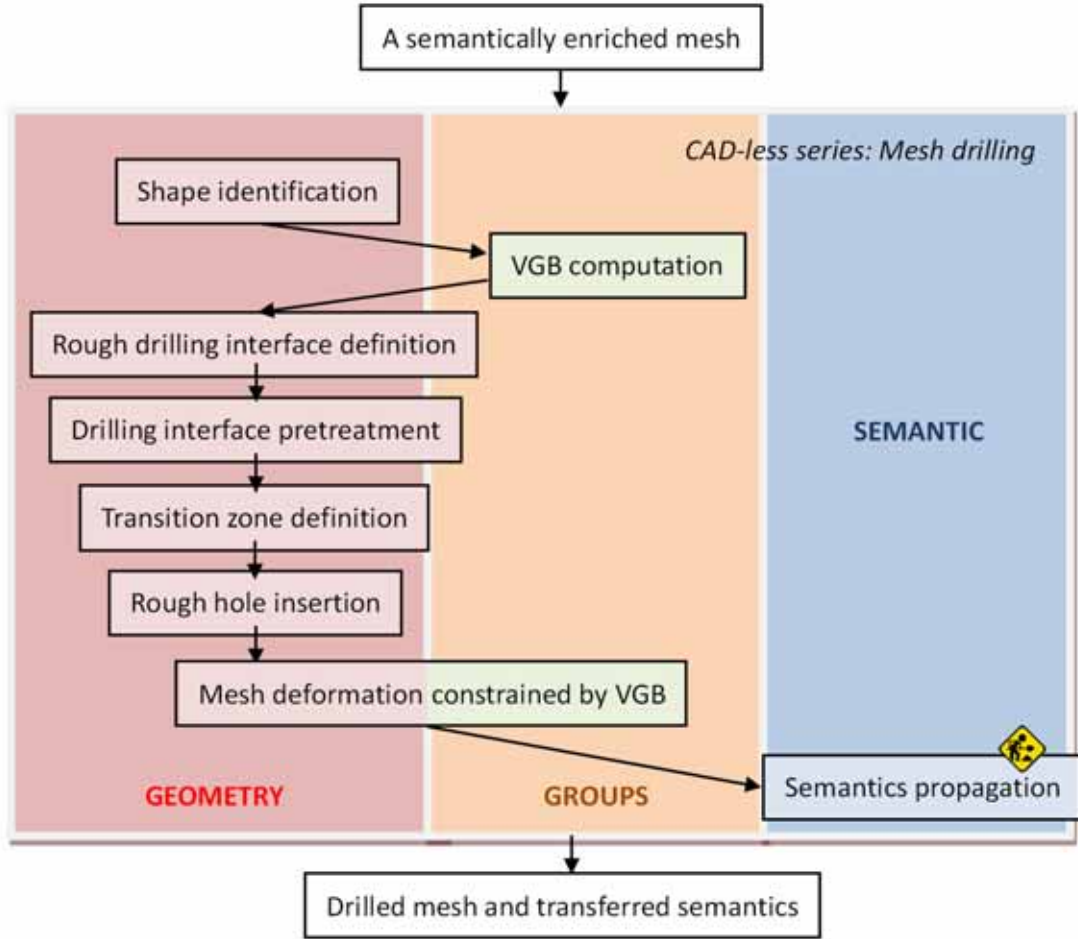 A semantically enriched mesh
CAD-less series: Mesh drilling
Shape identification
VGB computation
Rough drilling interface definition
Drilling interface pretreatment
SEMANTIC
Transition zone definition
Rough hole insertion
Mesh deformation constrained by VGB
Semantics propagation
GEOMETRY
GROUPS
Drilled mesh and transferred semantics